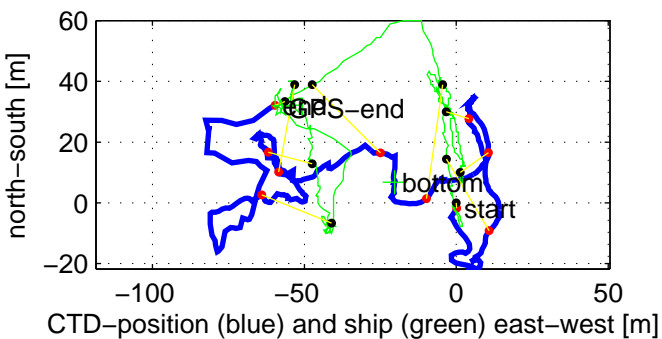 60
40
20
0
−20
north−south [m]
end
GPS−end
bottom
start
−100
−50
0
50
CTD−position (blue) and ship (green) east−west [m]